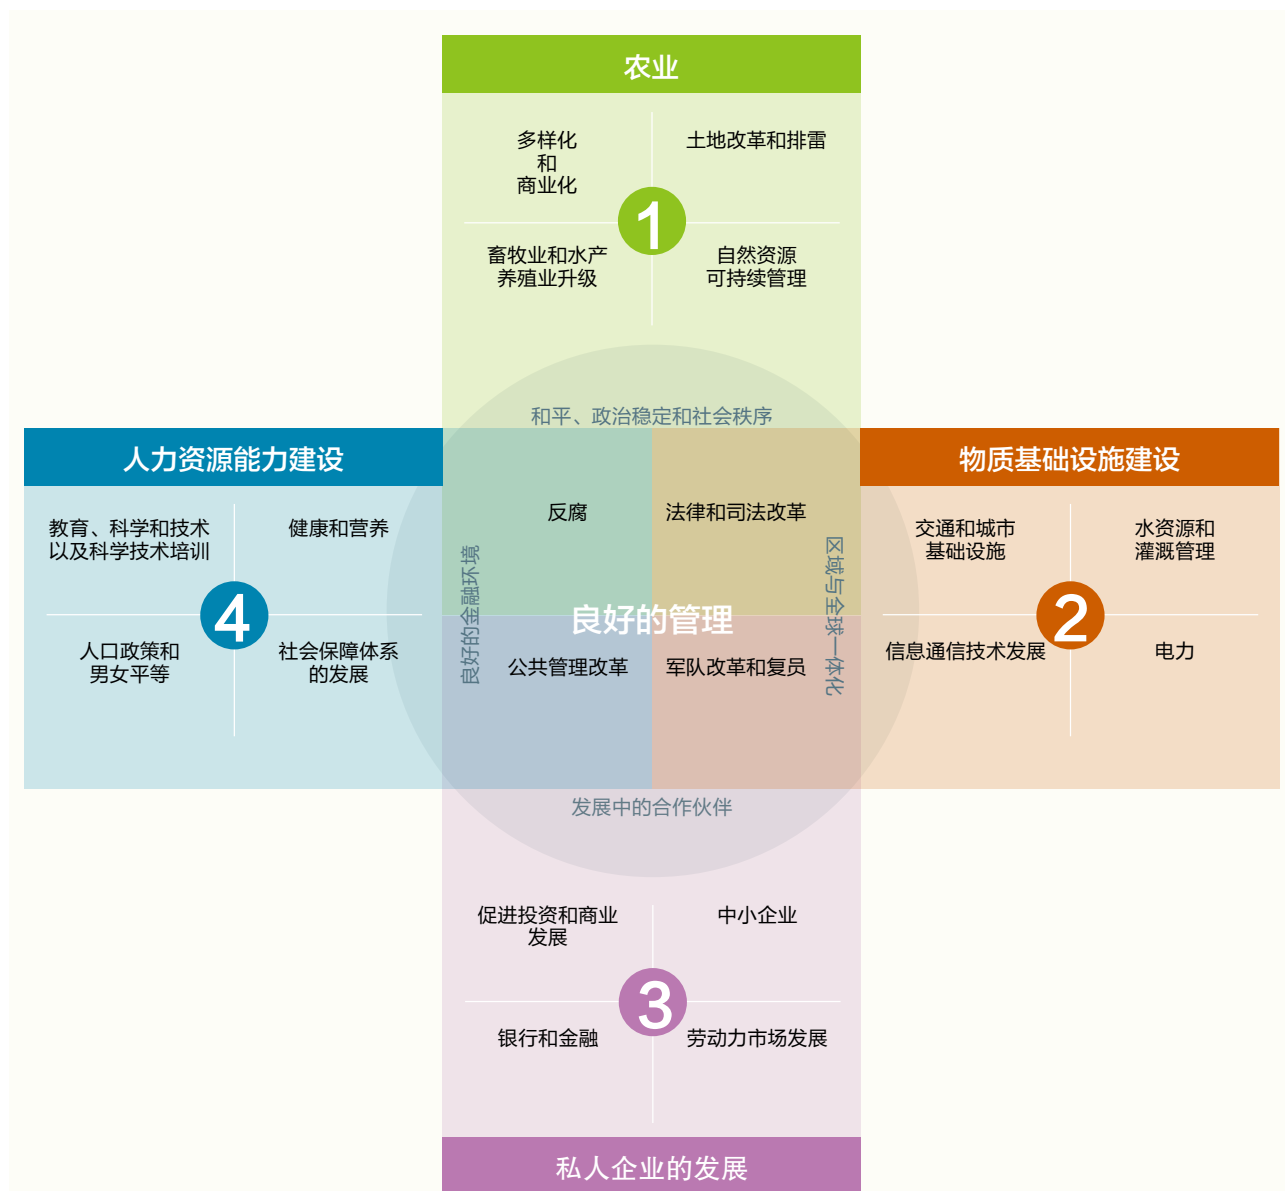 农业
多样化
和
商业化
土地改革和排雷
1
畜牧业和水产
养殖业升级
自然资源
可持续管理
和平、政治稳定和社会秩序
人力资源能力建设
教育、科学和技术
以及科学技术培训
健康和营养
4
人口政策和
男女平等
社会保障体系
的发展
良好的金融环境
反腐
法律和司法改革
良好的管理
公共管理改革
军队改革和复员
区域与全球一体化
物质基础设施建设
交通和城市
基础设施
水资源和
灌溉管理
2
信息通信技术发展
电力
发展中的合作伙伴
促进投资和商业
发展
中小企业
3
银行和金融
劳动力市场发展
私人企业的发展